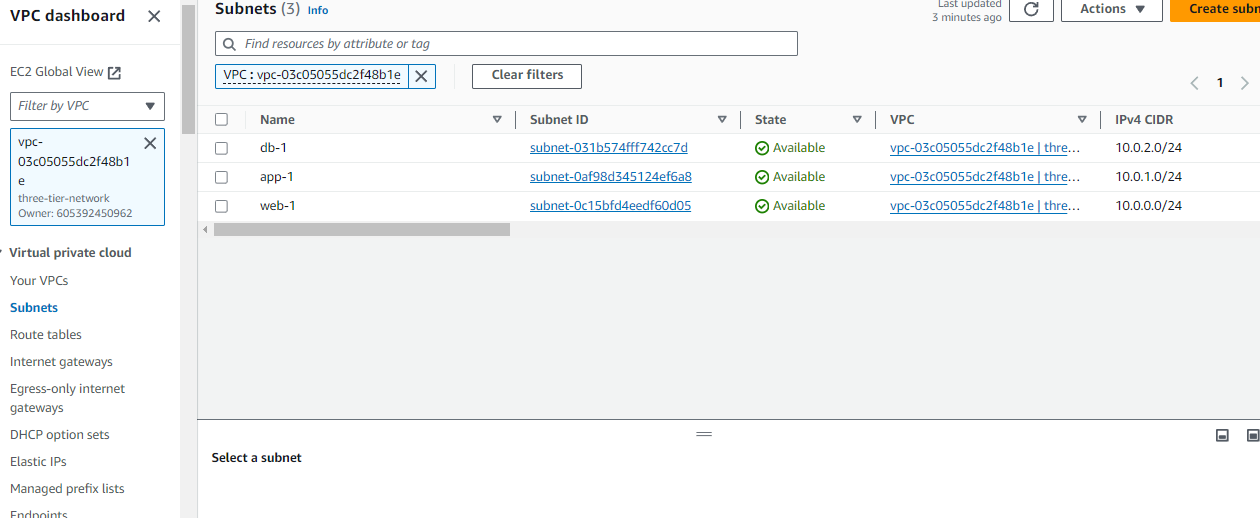 VPC dashboard
EC2 Global View
Filter by VPC
vpc-
03c05055dc2f48b1
e
three-tier-network
Owner: 605392450962
Virtual private cloud
Your VPCs
Subnets
Route tables
Internet gateways
Egress-only internet
gateways
DHCP option sets
Elastic IPs
Managed prefix lists
Endpoints
Subnets (3) Info
Last updated
3 minutes ago
Actions
Create subn
Find resources by attribute or tag
VPC : vpc-03c05055dc2f48b1e
Clear filters
1
Name Subnet ID State VPC IPv4 CIDR
db-1 subnet-031b574fff742cc7d Available vpc-03c05055dc2f48b1e | thre... 10.0.2.0/24
app-1 subnet-0af98d345124ef6a8 Available vpc-03c05055dc2f48b1e | thre... 10.0.1.0/24
web-1 subnet-0c15bfd4eedf60d05 Available vpc-03c05055dc2f48b1e | thre... 10.0.0.0/24
Select a subnet